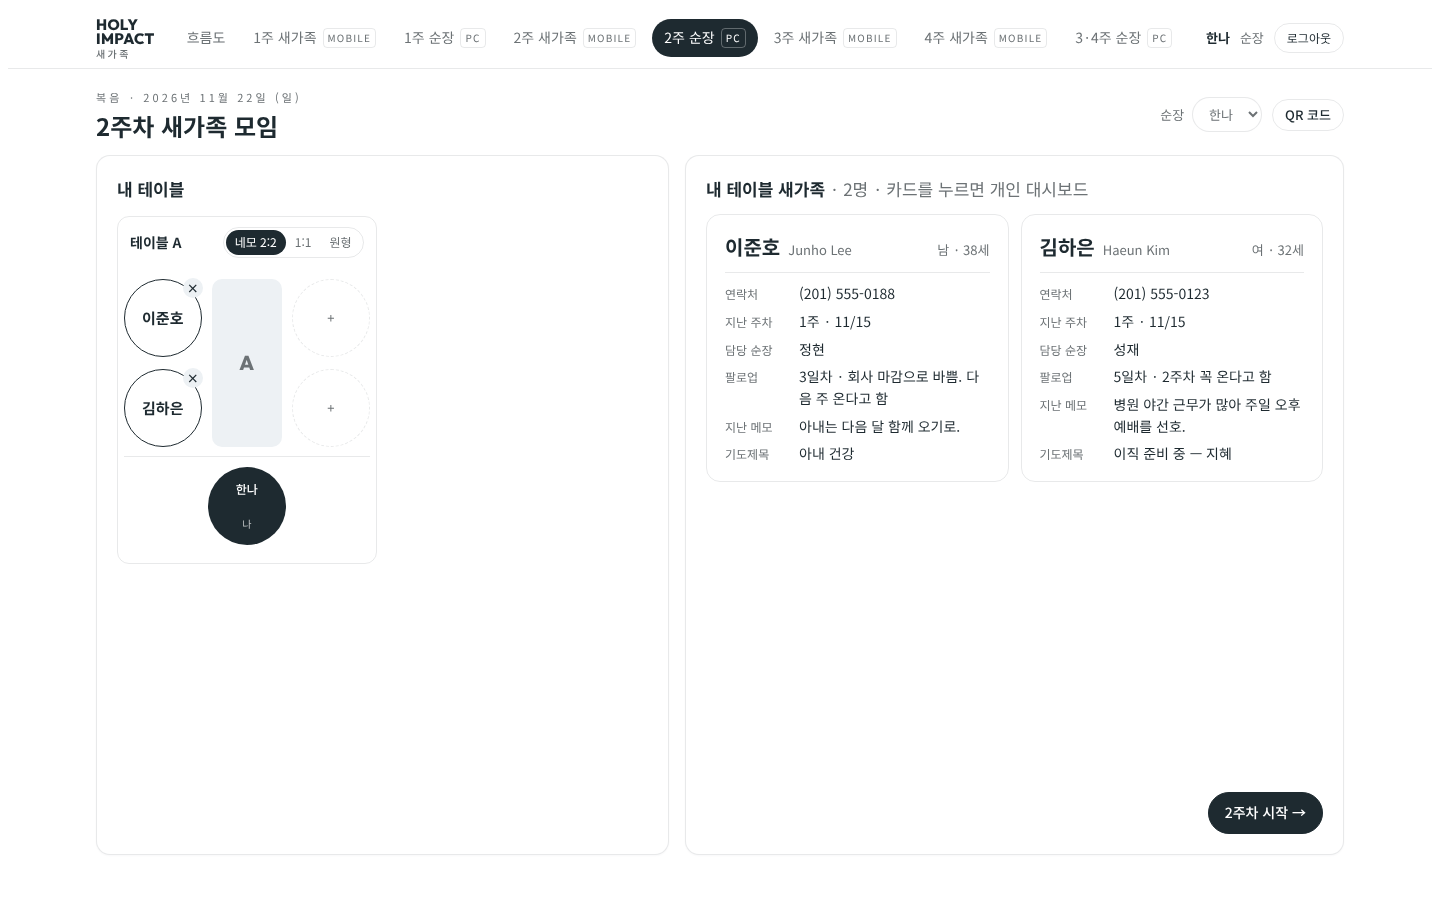 HOLY
IMPACT
새가족
흐름도
1주 새가족 MOBILE
1주 순장 PC
2주 새가족 MOBILE
2주 순장 PC
3주 새가족 MOBILE
4주 새가족 MOBILE
3·4주 순장 PC
한나 순장
로그아웃
복음 · 2026년 11월 22일 (일)
2주차 새가족 모임
순장
한나
QR 코드
내 테이블
테이블 A
네모 2:2
1:1
원형
이준호
×
A
+
김하은
×
+
한나
나
내 테이블 새가족 · 2명 · 카드를 누르면 개인 대시보드
이준호 Junho Lee
남 · 38세
연락처 (201) 555-0188
지난 주차 1주 · 11/15
담당 순장 정현
팔로업 3일차 · 회사 마감으로 바쁨. 다
음 주 온다고 함
지난 메모 아내는 다음 달 함께 오기로.
기도제목 아내 건강
김하은 Haeun Kim
여 · 32세
연락처 (201) 555-0123
지난 주차 1주 · 11/15
담당 순장 성재
팔로업 5일차 · 2주차 꼭 온다고 함
지난 메모 병원 야간 근무가 많아 주일 오후
예배를 선호.
기도제목 이직 준비 중 — 지혜
2주차 시작 →